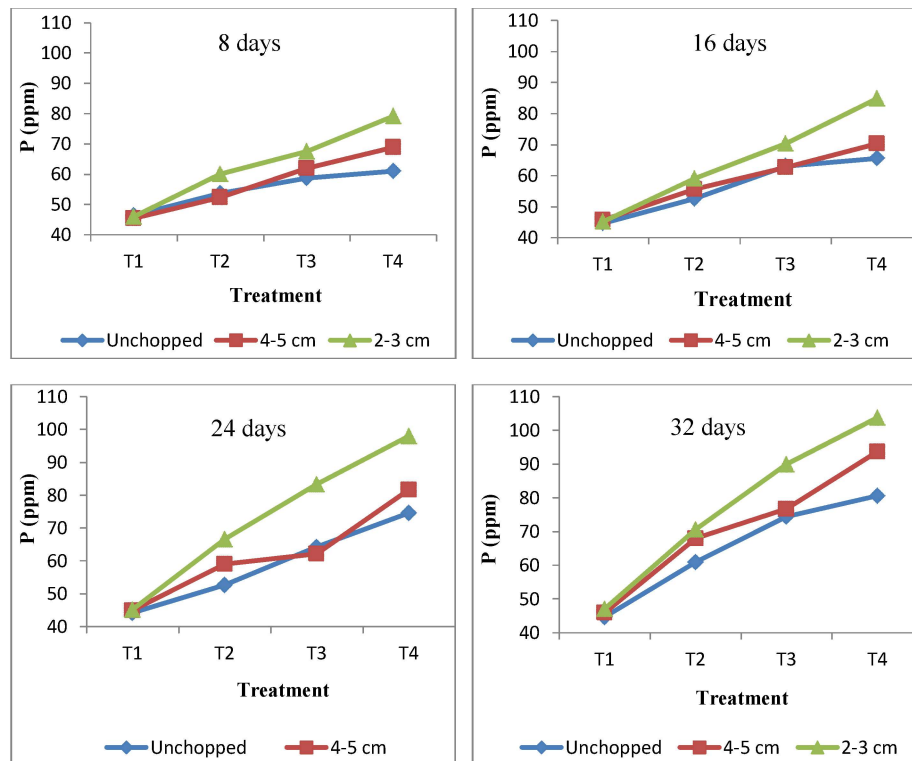 8 days
P (ppm)
110
100
90
80
70
60
50
40
T1 T2 T3 T4
Treatment
Unchopped 4-5 cm 2-3 cm
16 days
P (ppm)
110
100
90
80
70
60
50
40
T1 T2 T3 T4
Treatment
Unchopped 4-5 cm 2-3 cm
24 days
P (ppm)
110
100
90
80
70
60
50
40
T1 T2 T3 T4
Treatment
Unchopped 4-5 cm
32 days
P (ppm)
110
100
90
80
70
60
50
40
T1 T2 T3 T4
Treatment
Unchopped 4-5 cm 2-3 cm